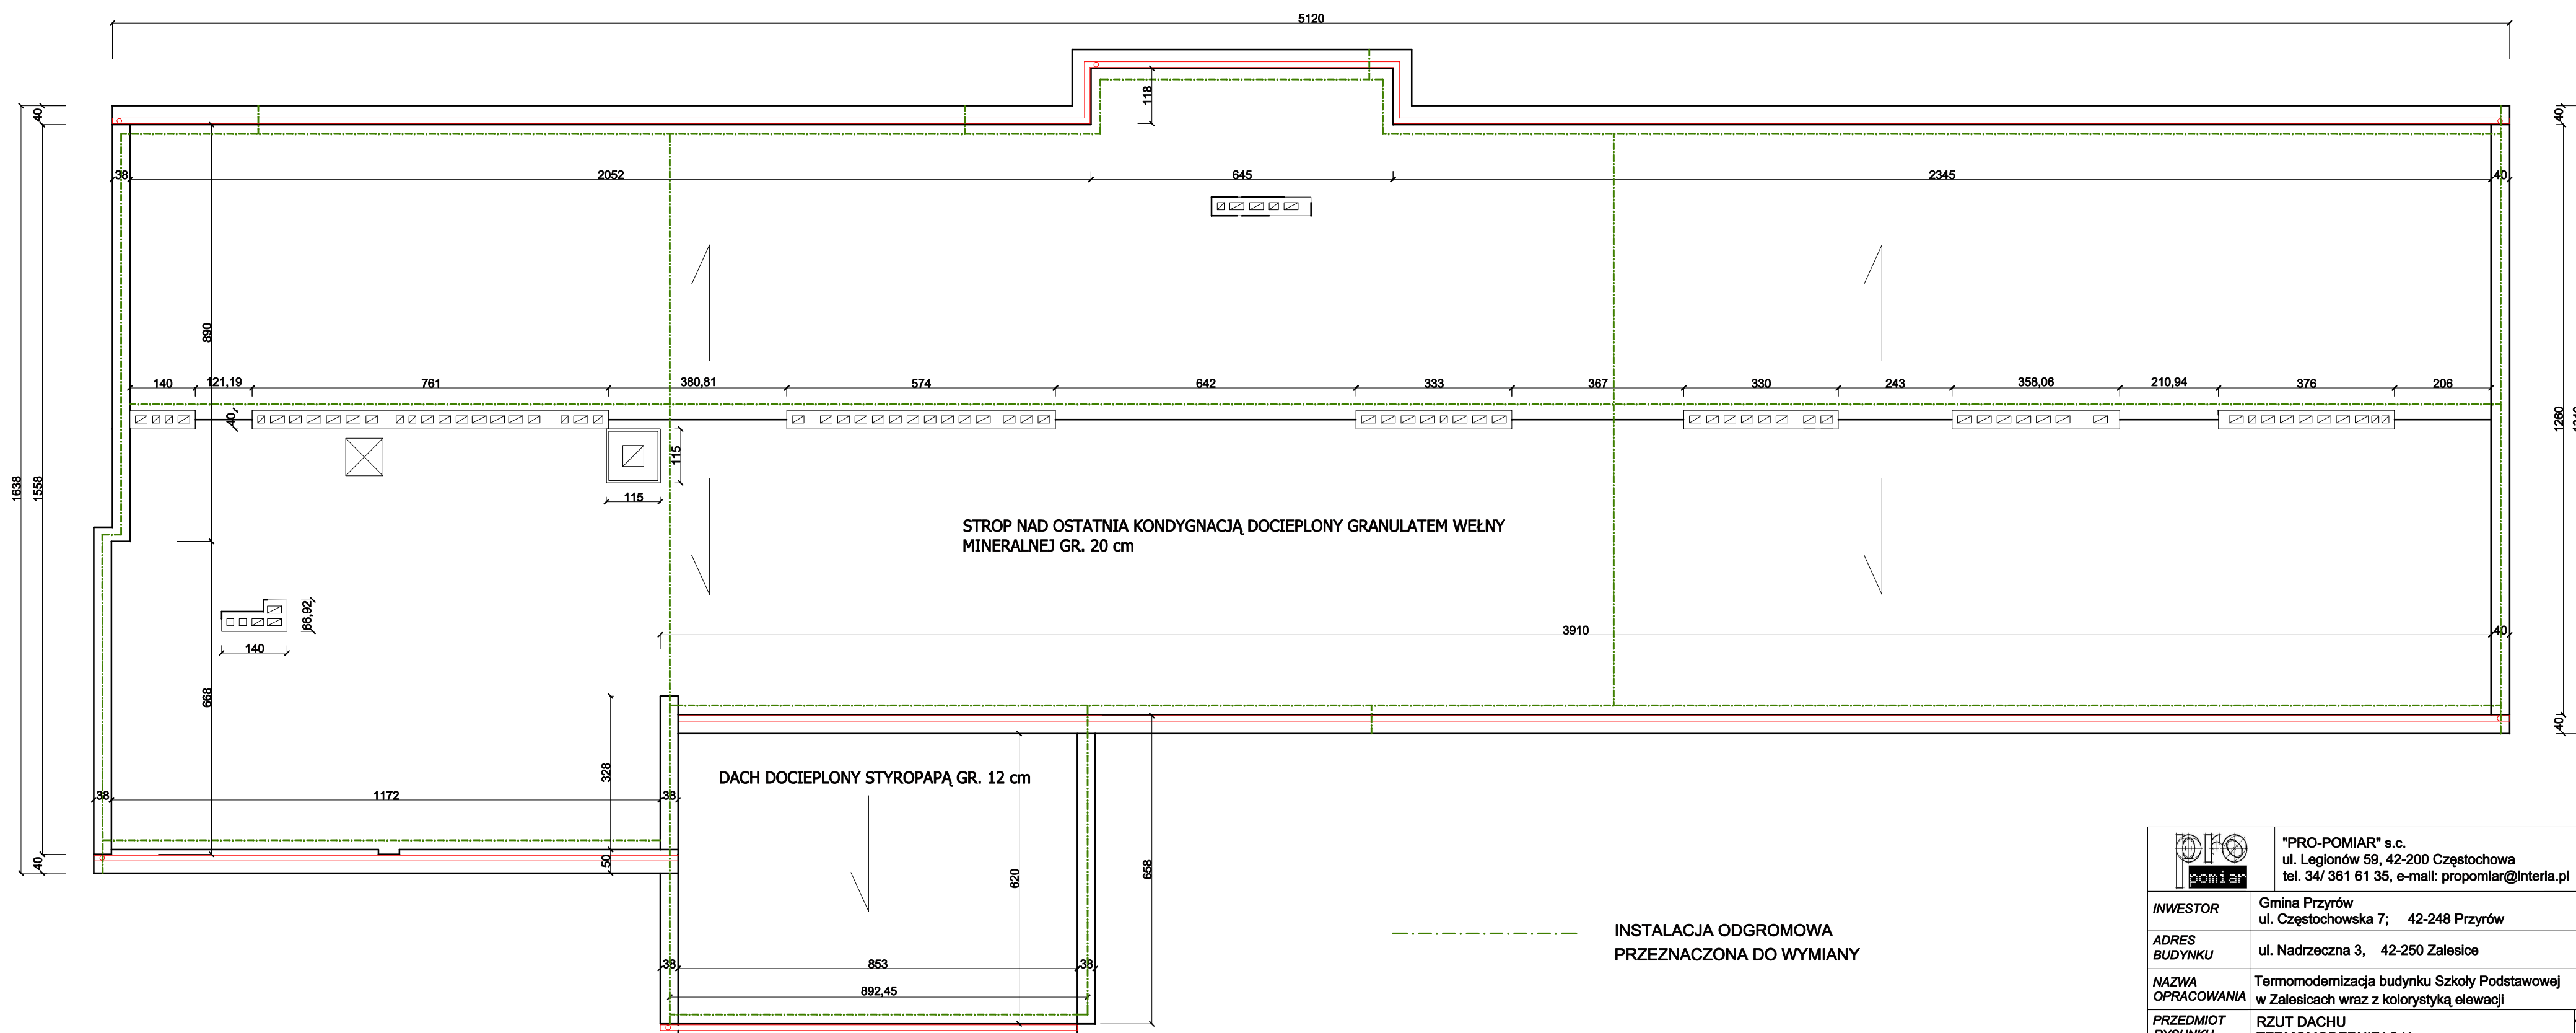 5120
40
118
40
38
2052
645
2345
40
890
140
121,19
761
380,81
574
642
333
367
330
243
358,06
210,94
376
206
40
1260
115
115
1638
1558
STROP NAD OSTATNIA KONDYGNACJĄ DOCIEPLONY GRANULATEM WEŁNY
MINERALNEJ GR. 20 cm
66,92
140
3910
40
668
40
328
DACH DOCIEPLONY STYROPAPĄ GR. 12 cm
38
1172
38
40
50
620
658
INSTALACJA ODGROMOWA
PRZEZNACZONA DO WYMIANY
38
853
38
892,45
pro
pomiar
"PRO-POMIAR" s.c.
ul. Legionów 59, 42-200 Częstochowa
tel. 34/ 361 61 35, e-mail: propomiar@interia.pl
INWESTOR
Gmina Przyrów
ul. Częstochowska 7; 42-248 Przyrów
ADRES
BUDYNKU
ul. Nadrzeczna 3, 42-250 Zalesice
NAZWA
OPRACOWANIA
Termomodernizacja budynku Szkoły Podstawowej
w Zalesicach wraz z kolorystyką elewacji
PRZEDMIOT
RZUT DACHU